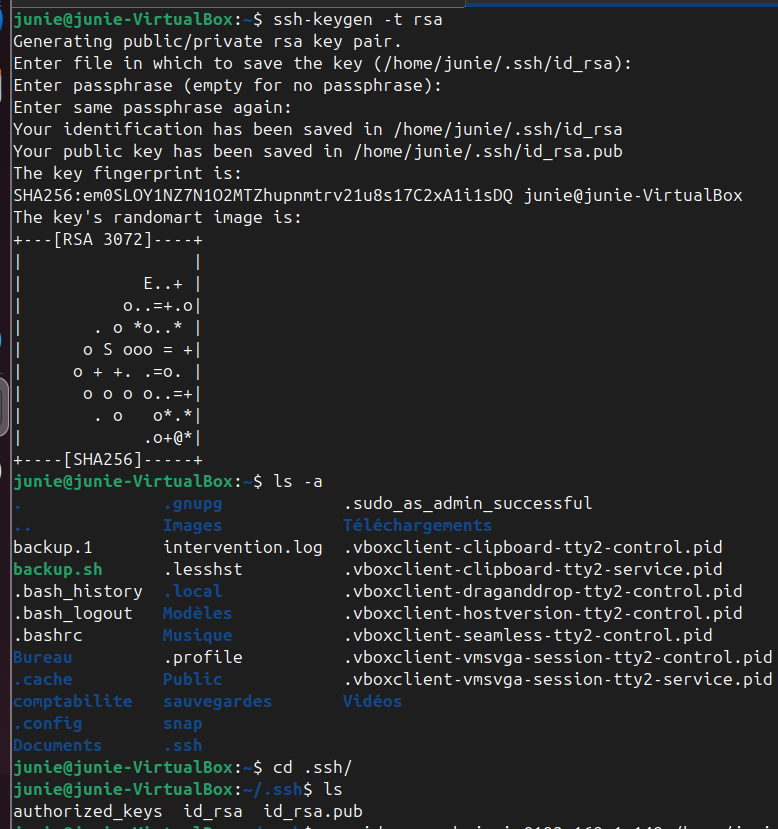 junie@junie-VirtualBox:~$ ssh-keygen -t rsa
Generating public/private rsa key pair.
Enter file in which to save the key (/home/junie/.ssh/id_rsa):
Enter passphrase (empty for no passphrase):
Enter same passphrase again:
Your identification has been saved in /home/junie/.ssh/id_rsa
Your public key has been saved in /home/junie/.ssh/id_rsa.pub
The key fingerprint is:
SHA256:em0SLOY1NZ7N1O2MTZhupnmtrv21u8s17C2xA1i1sDQ junie@junie-VirtualBox
The key's randomart image is:
+---[RSA 3072]----+
|                 |
|           E..+  |
|         o..=+.o|
|       . o *o..* |
|      o S ooo = +|
|     o + +. .=o. |
|      o o o o..=+|
|       . o   o*.*|
|            .o+@*|
+----[SHA256]-----+
junie@junie-VirtualBox:~$ ls -a
.              .gnupg            .sudo_as_admin_successful
..             Images            Téléchargements
backup.1       intervention.log  .vboxclient-clipboard-tty2-control.pid
backup.sh      .lesshst          .vboxclient-clipboard-tty2-service.pid
.bash_history  .local            .vboxclient-draganddrop-tty2-control.pid
.bash_logout   Modèles           .vboxclient-hostversion-tty2-control.pid
.bashrc        Musique           .vboxclient-seamless-tty2-control.pid
Bureau         .profile          .vboxclient-vmsvga-session-tty2-control.pid
.cache         Public            .vboxclient-vmsvga-session-tty2-service.pid
comptabilite   sauvegardes       Vidéos
.config        snap
Documents      .ssh
junie@junie-VirtualBox:~$ cd .ssh/
junie@junie-VirtualBox:~/.ssh$ ls
authorized_keys  id_rsa  id_rsa.pub